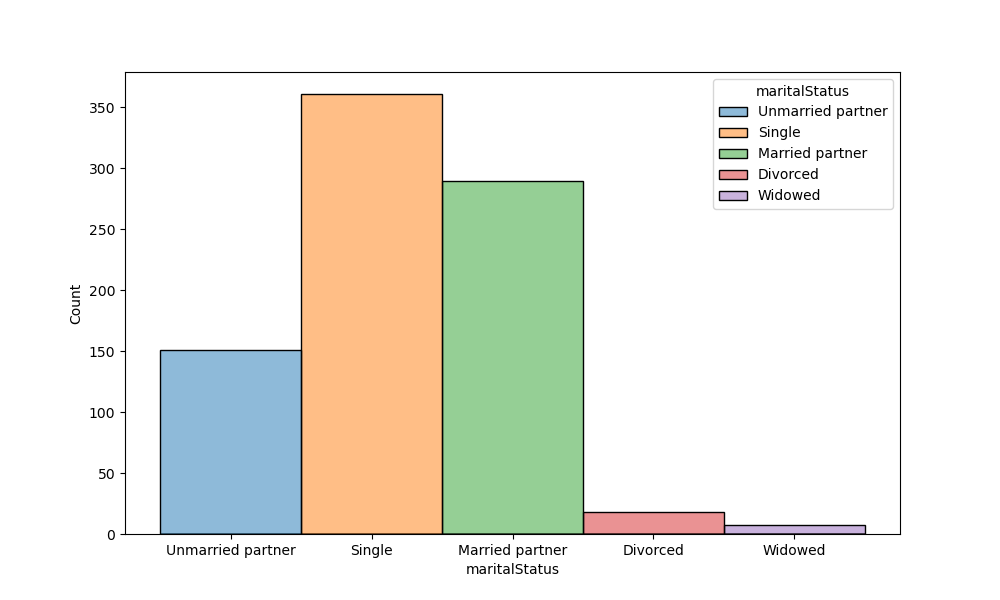 maritalStatus
Unmarried partner
Single
Married partner
Divorced
Widowed
350
300
250
200
150
100
50
0
Count
Unmarried partner Single Married partner Divorced Widowed
maritalStatus